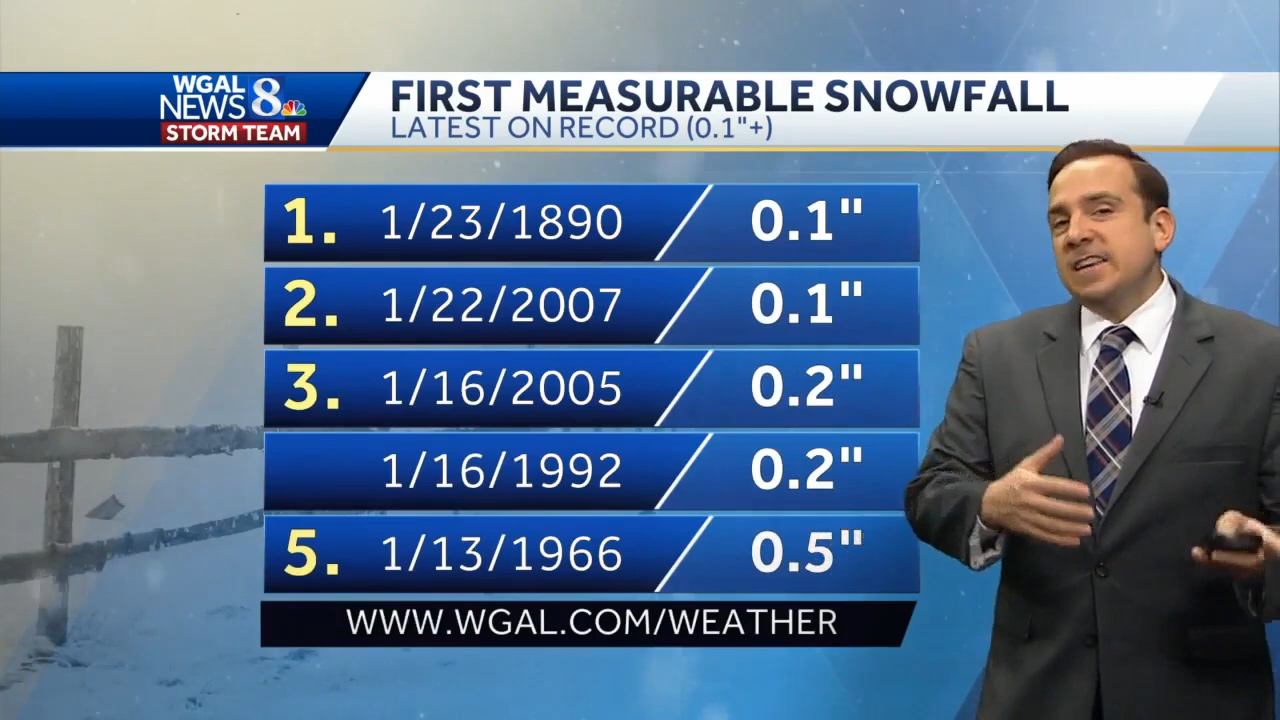 WGAL
NEWS 8
STORM TEAM
FIRST MEASURABLE SNOWFALL
LATEST ON RECORD (0.1"+)
1. 1/23/1890 0.1"
2. 1/22/2007 0.1"
3. 1/16/2005 0.2"
1/16/1992 0.2"
5. 1/13/1966 0.5"
WWW.WGAL.COM/WEATHER